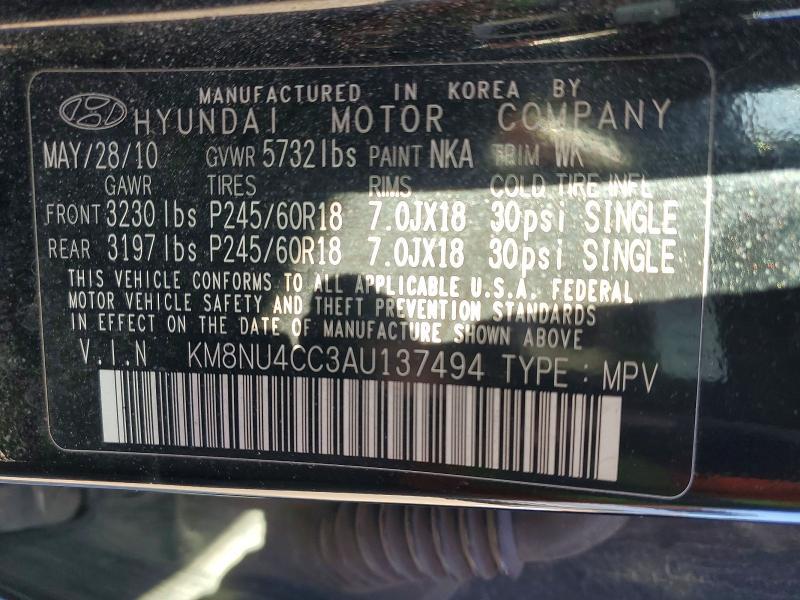 MANUFACTURED IN KOREA BY
HYUNDAI MOTOR COMPANY
MAY/28/10 GVWR 5732lbs PAINT NKA TRIM WK
GAWR TIRES RIMS COLD TIRE INFL
FRONT 3230 lbs P245/60R18 7.0JX18 30psi SINGLE
REAR 3197 lbs P245/60R18 7.0JX18 30psi SINGLE
THIS VEHICLE CONFORMS TO ALL APPLICABLE U.S.A. FEDERAL
MOTOR VEHICLE SAFETY AND THEFT PREVENTION STANDARDS
IN EFFECT ON THE DATE OF MANUFACTURE SHOWN ABOVE
V.I.N KM8NU4CC3AU137494 TYPE : MPV